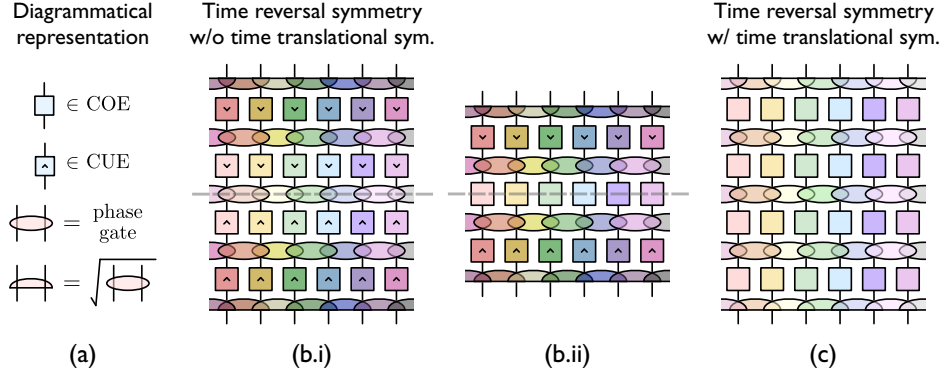 Diagrammatical
representation
∈ COE
∈ CUE
= phase
gate
= √
(a)
Time reversal symmetry
w/o time translational sym.
(b.i)
(b.ii)
Time reversal symmetry
w/ time translational sym.
(c)